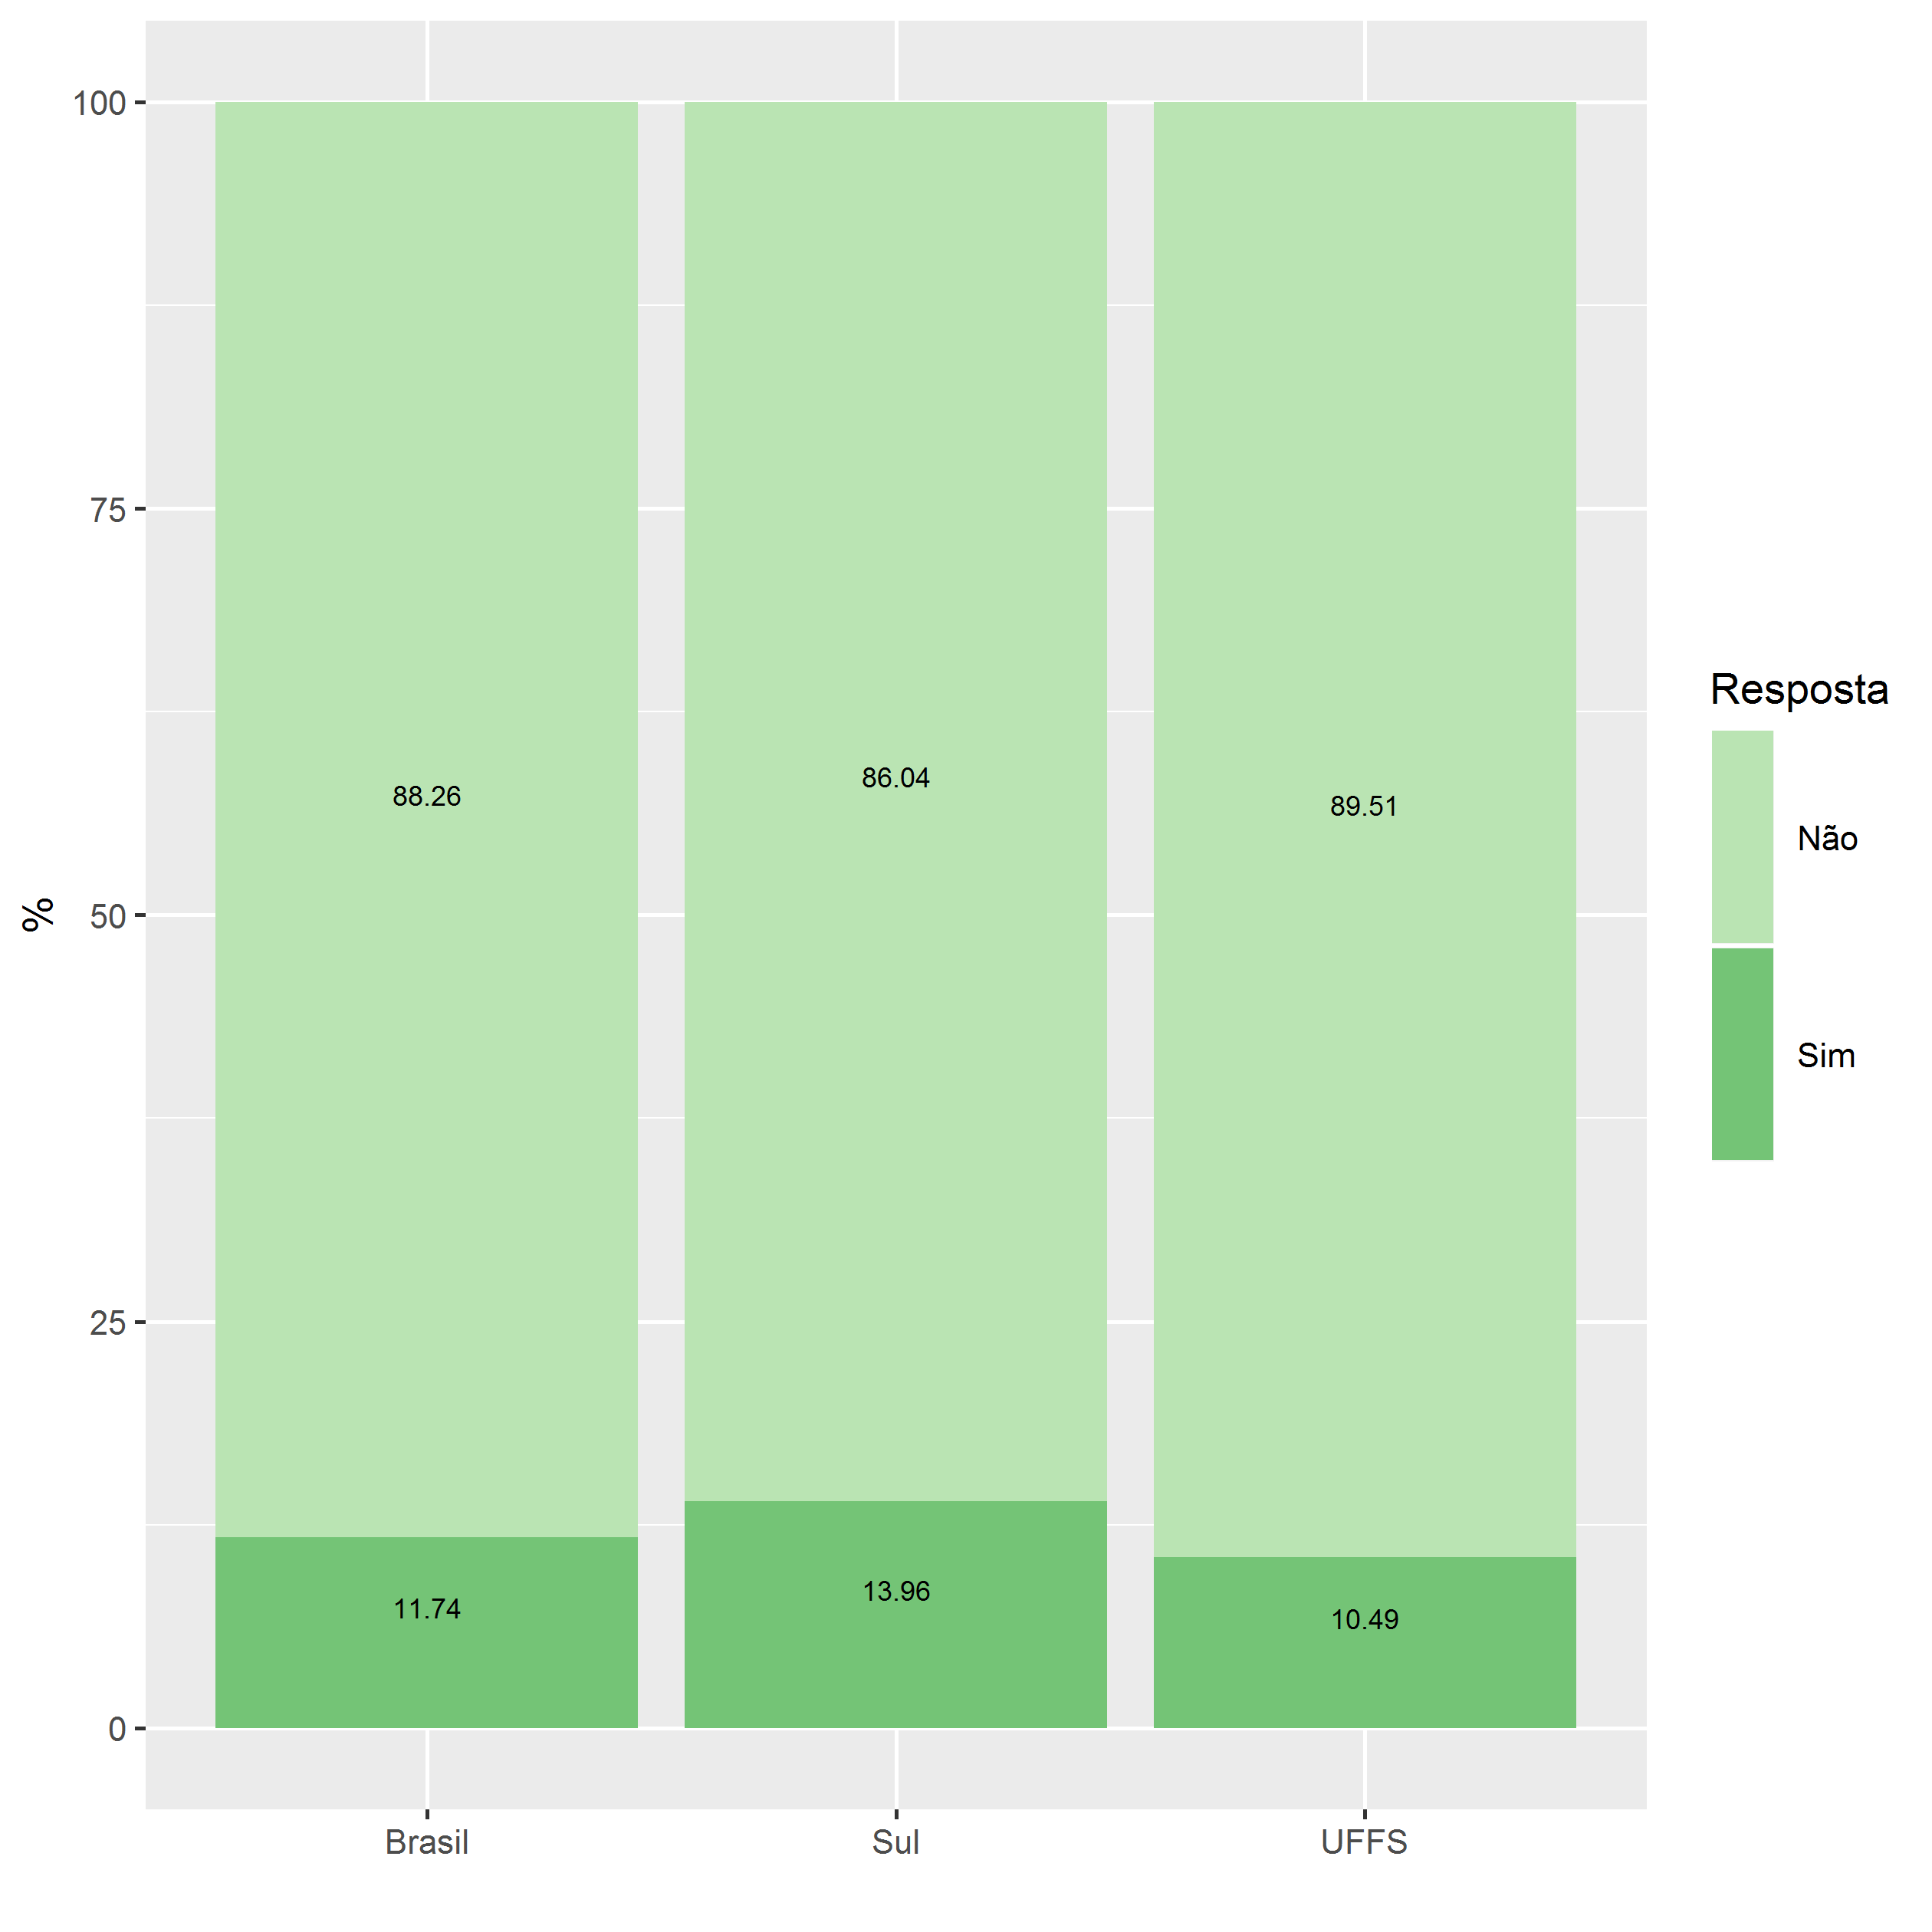 100
75
50
25
0
%
88.26
86.04
89.51
11.74
13.96
10.49
Brasil
Sul
UFFS
Resposta
Não
Sim